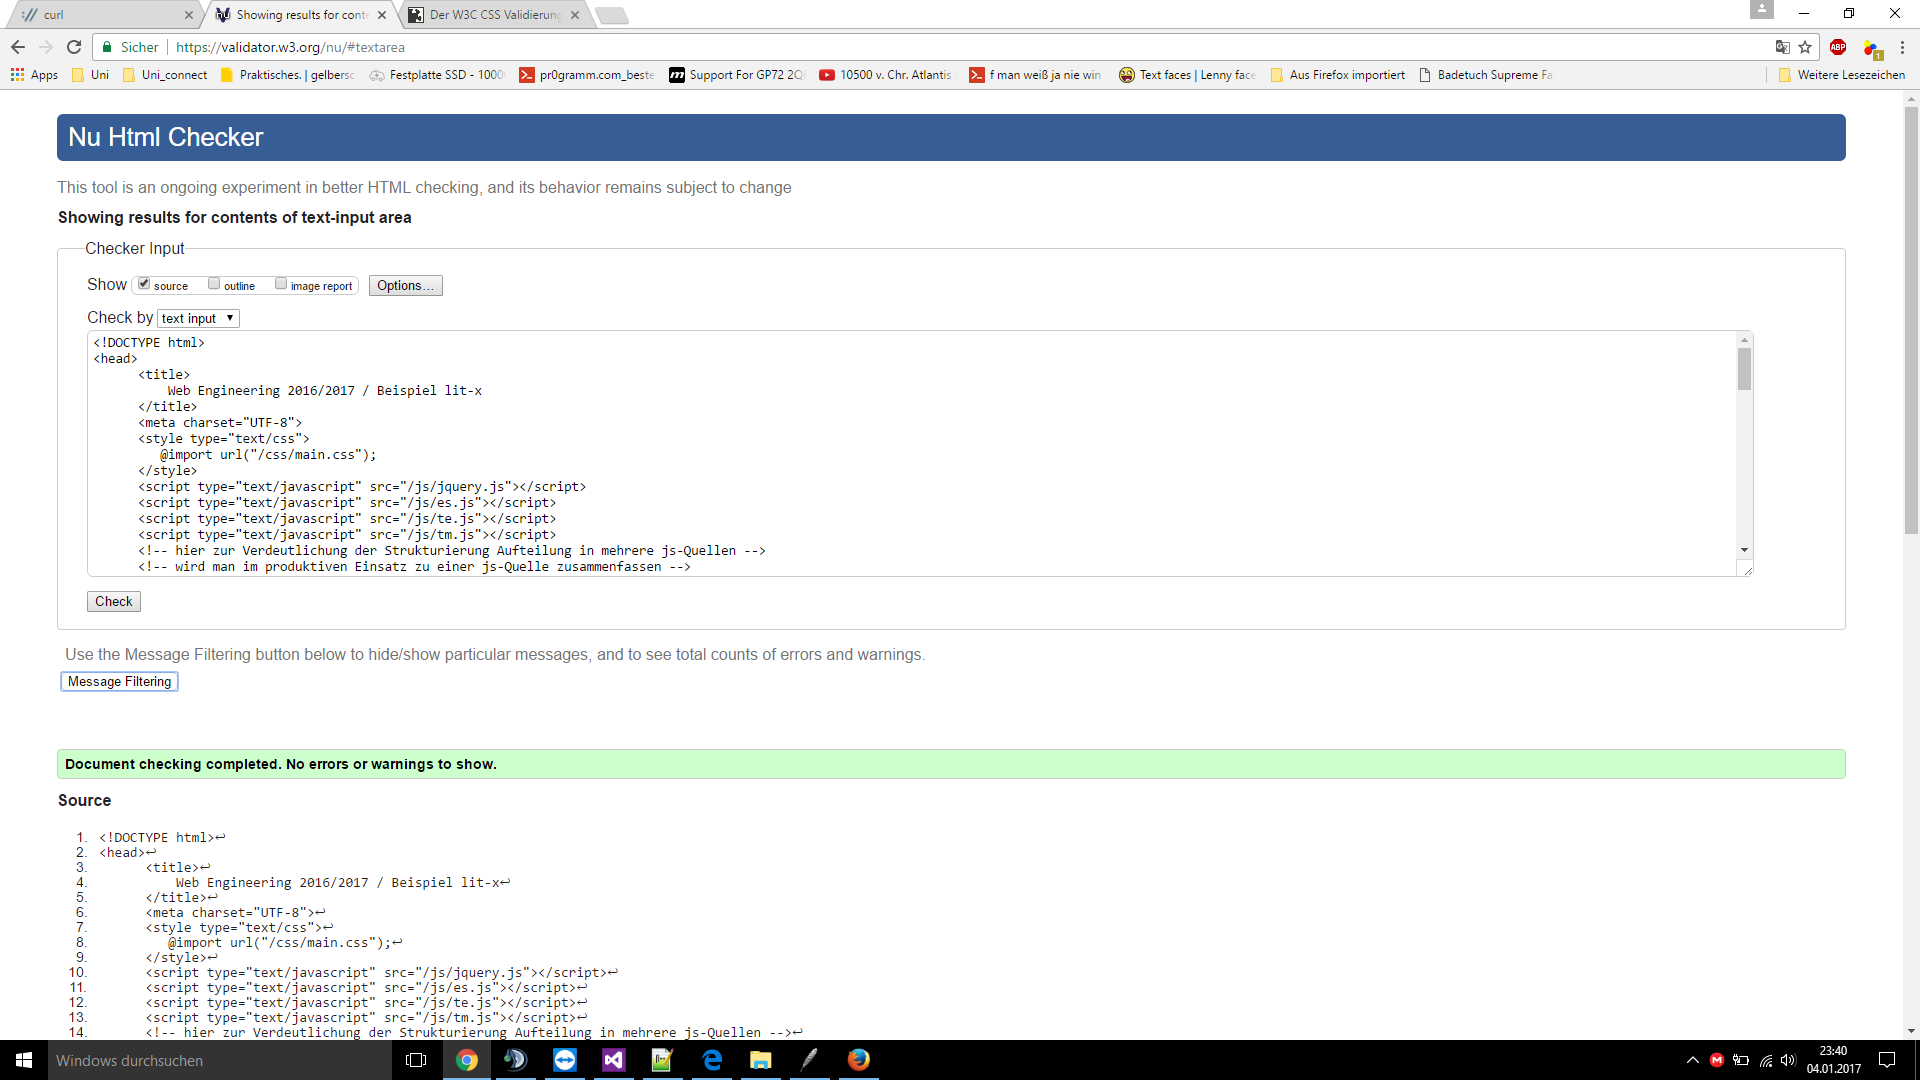 curl
Showing results for conte
Der W3C CSS Validierung
Sicher
https://validator.w3.org/nu/#textarea
Apps
Uni
Uni_connect
Praktisches. | gelbersc
Festplatte SSD - 1000
pr0gramm.com_beste
Support For GP72 2Q
10500 v. Chr. Atlantis
f man weiß ja nie win
Text faces | Lenny face
Aus Firefox importiert
Badetuch Supreme Fa
Weitere Lesezeichen
Nu Html Checker
This tool is an ongoing experiment in better HTML checking, and its behavior remains subject to change
Showing results for contents of text-input area
Checker Input
Show source outline image report Options...
Check by text input
<!DOCTYPE html>
<head>
<title>
Web Engineering 2016/2017 / Beispiel lit-x
</title>
<meta charset="UTF-8">
<style type="text/css">
@import url("/css/main.css");
</style>
<script type="text/javascript" src="/js/jquery.js"></script>
<script type="text/javascript" src="/js/es.js"></script>
<script type="text/javascript" src="/js/te.js"></script>
<script type="text/javascript" src="/js/tm.js"></script>
<!-- hier zur Verdeutlichung der Strukturierung Aufteilung in mehrere js-Quellen -->
<!-- wird man im produktiven Einsatz zu einer js-Quelle zusammenfassen -->
Check
Use the Message Filtering button below to hide/show particular messages, and to see total counts of errors and warnings.
Message Filtering
Document checking completed. No errors or warnings to show.
Source
1. <!DOCTYPE html>↩
2. <head>↩
3. <title>↩
4. Web Engineering 2016/2017 / Beispiel lit-x↩
5. </title>↩
6. <meta charset="UTF-8">↩
7. <style type="text/css">↩
8. @import url("/css/main.css");↩
9. </style>↩
10. <script type="text/javascript" src="/js/jquery.js"></script>↩
11. <script type="text/javascript" src="/js/es.js"></script>↩
12. <script type="text/javascript" src="/js/te.js"></script>↩
13. <script type="text/javascript" src="/js/tm.js"></script>↩
14. <!-- hier zur Verdeutlichung der Strukturierung Aufteilung in mehrere js-Quellen -->↩
Windows durchsuchen
23:40
04.01.2017